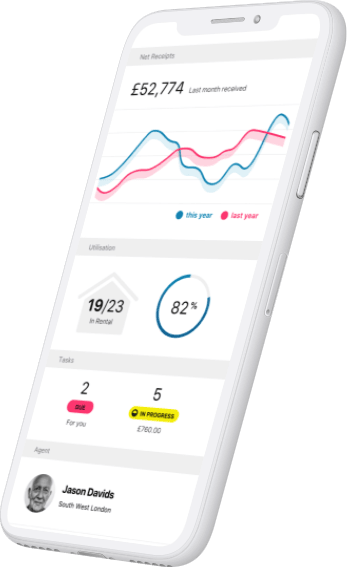 Net Receipts
£52,774 Last month received
this year last year
Utilisation
19/23
In Rental
82%
Tasks
2
DUE
For you
5
IN PROGRESS
£760.00
Agent
Jason Davids
South West London